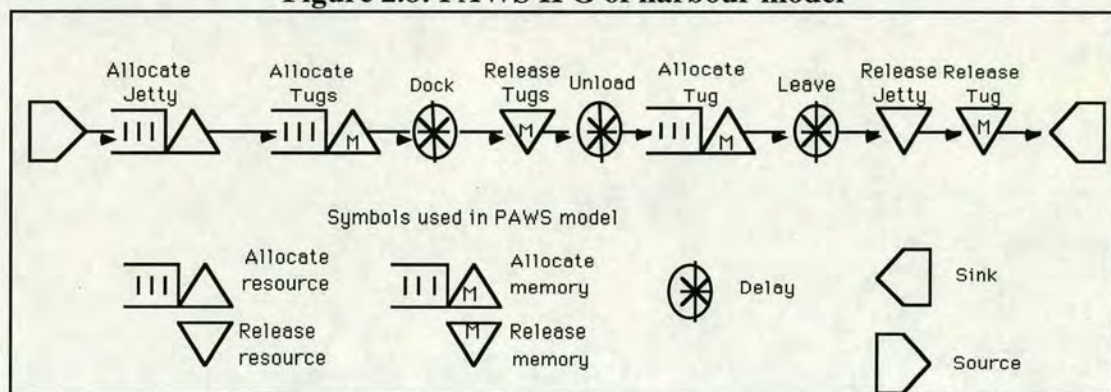 Figure 2.8: PAWS IPG of harbour model
Allocate
Jetty
Allocate
Tugs
Dock
Release
Tugs
Unload
Allocate
Tug
Leave
Release
Jetty
Release
Tug
M
M
M
M
Symbols used in PAWS model
Allocate
resource
Release
resource
M
Allocate
memory
M
Release
memory
Delay
Sink
Source